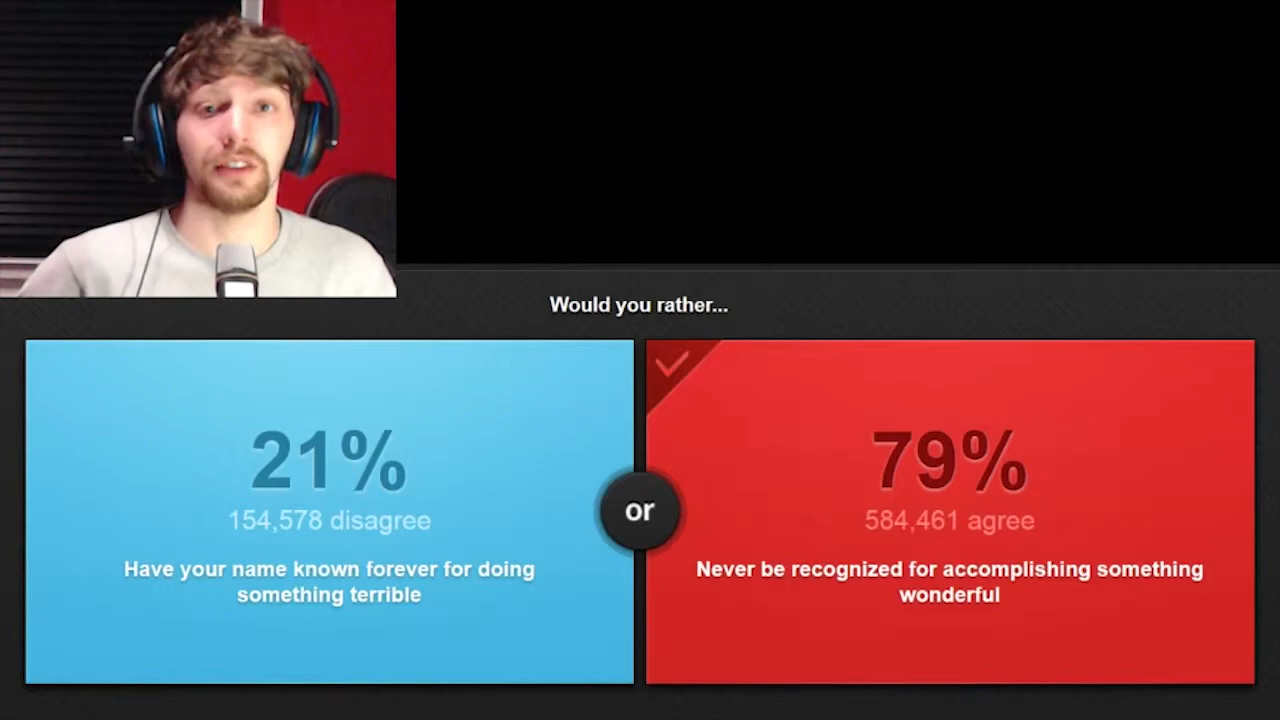 Would you rather...
21%
154,578 disagree
Have your name known forever for doing
something terrible
or
79%
584,461 agree
Never be recognized for accomplishing something
wonderful